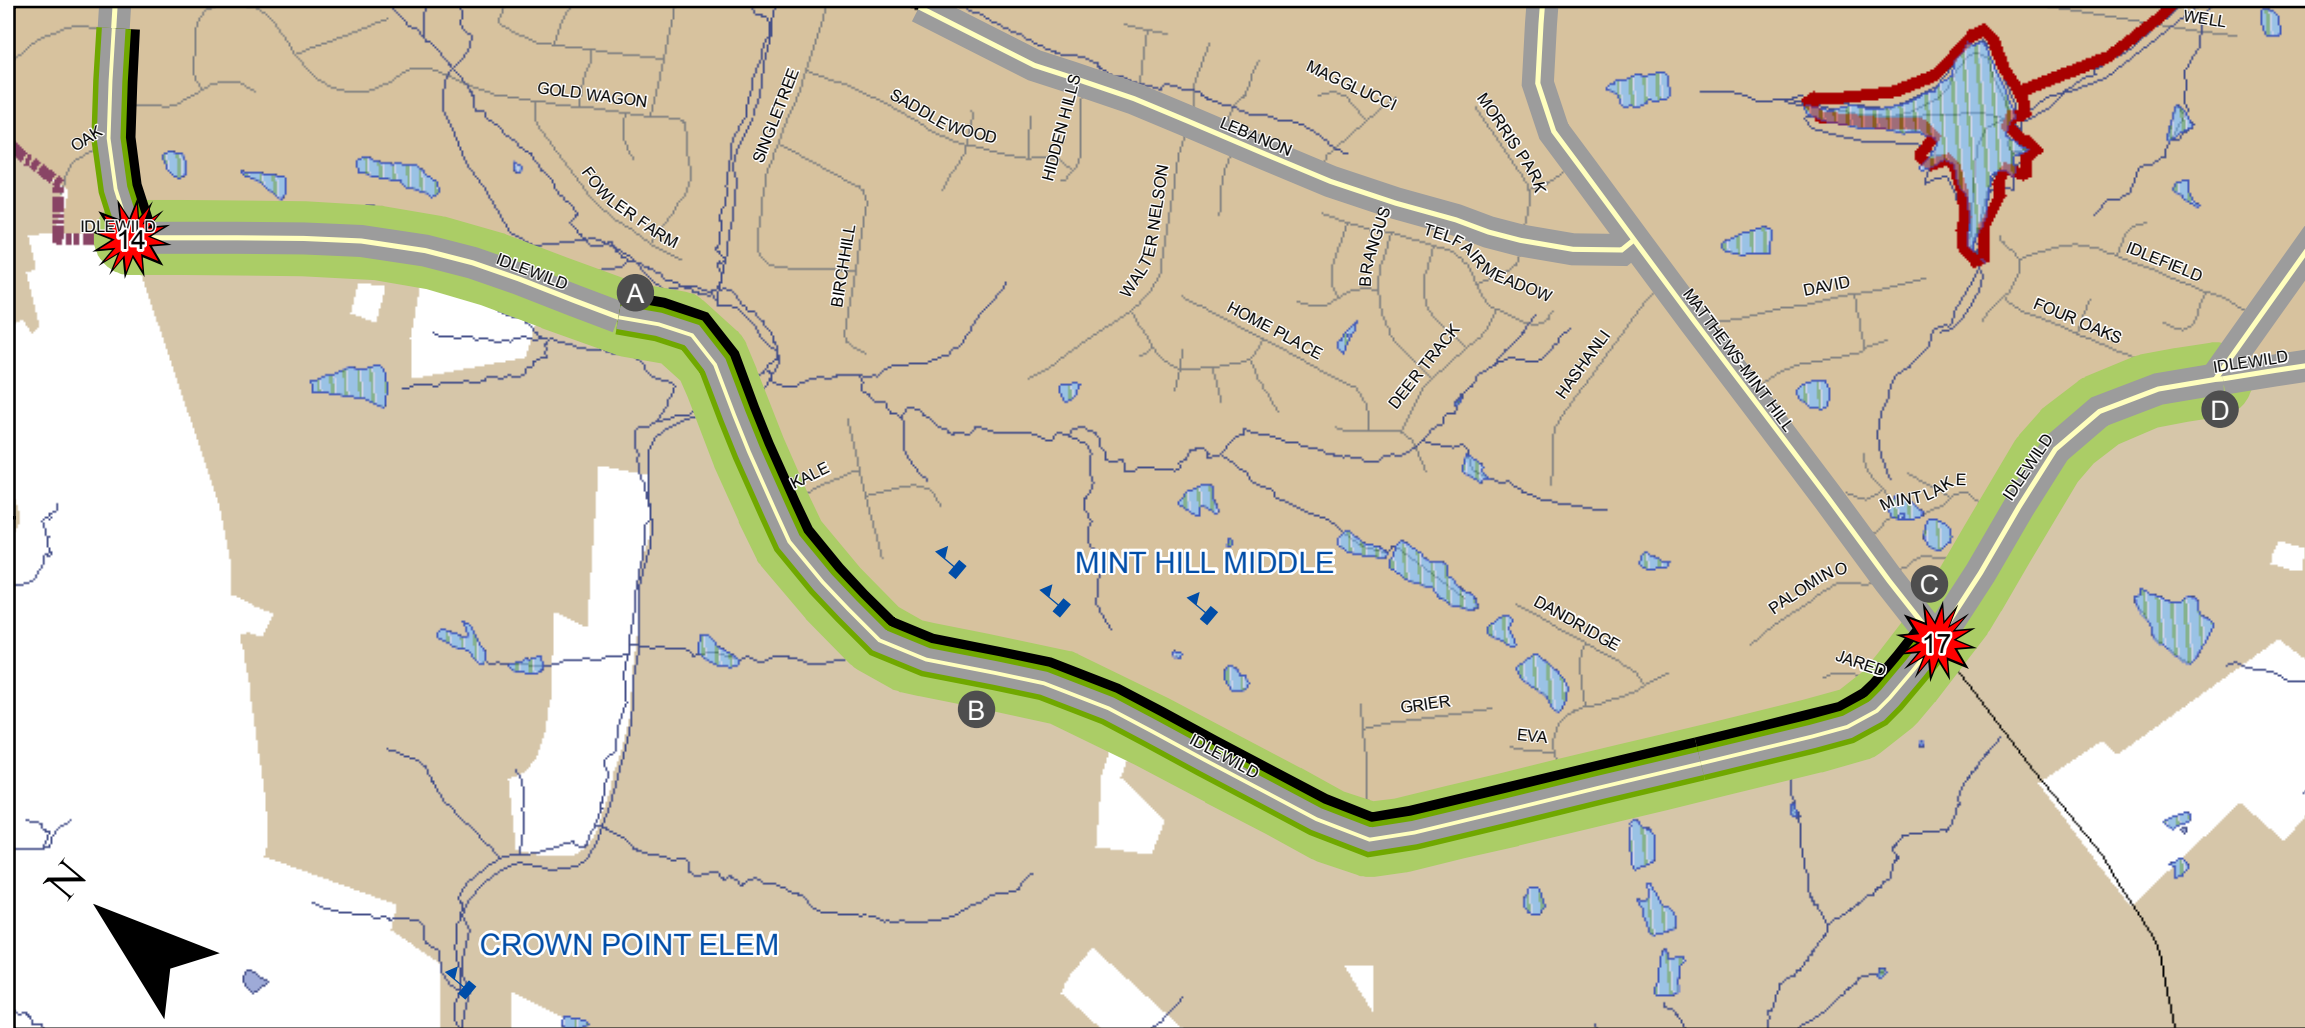 WELL
GOLD WAGON
SINGLETREE
SADDLEWOOD
HIDDEN HILLS
MAGGLUCCI
MORRIS PARK
LEBANON
OAK
FOWLER FARM
WALTER NELSON
BRANGUS
TELFAIR MEADOW
IDLEWILD
14
IDLEWILD
A
BIRCHHILL
HOME PLACE
DEER TRACK
HASHANLI
MATTHEWS-MINT HILL
DAVID
IDLEFIELD
FOUR OAKS
IDLEWILD
D
KALE
IDLEWILD
MINT LAKE
MINT HILL MIDDLE
PALOMINO
C
DANDRIDGE
17
JARED
B
GRIER
EVA
IDLEWILD
N
CROWN POINT ELEM